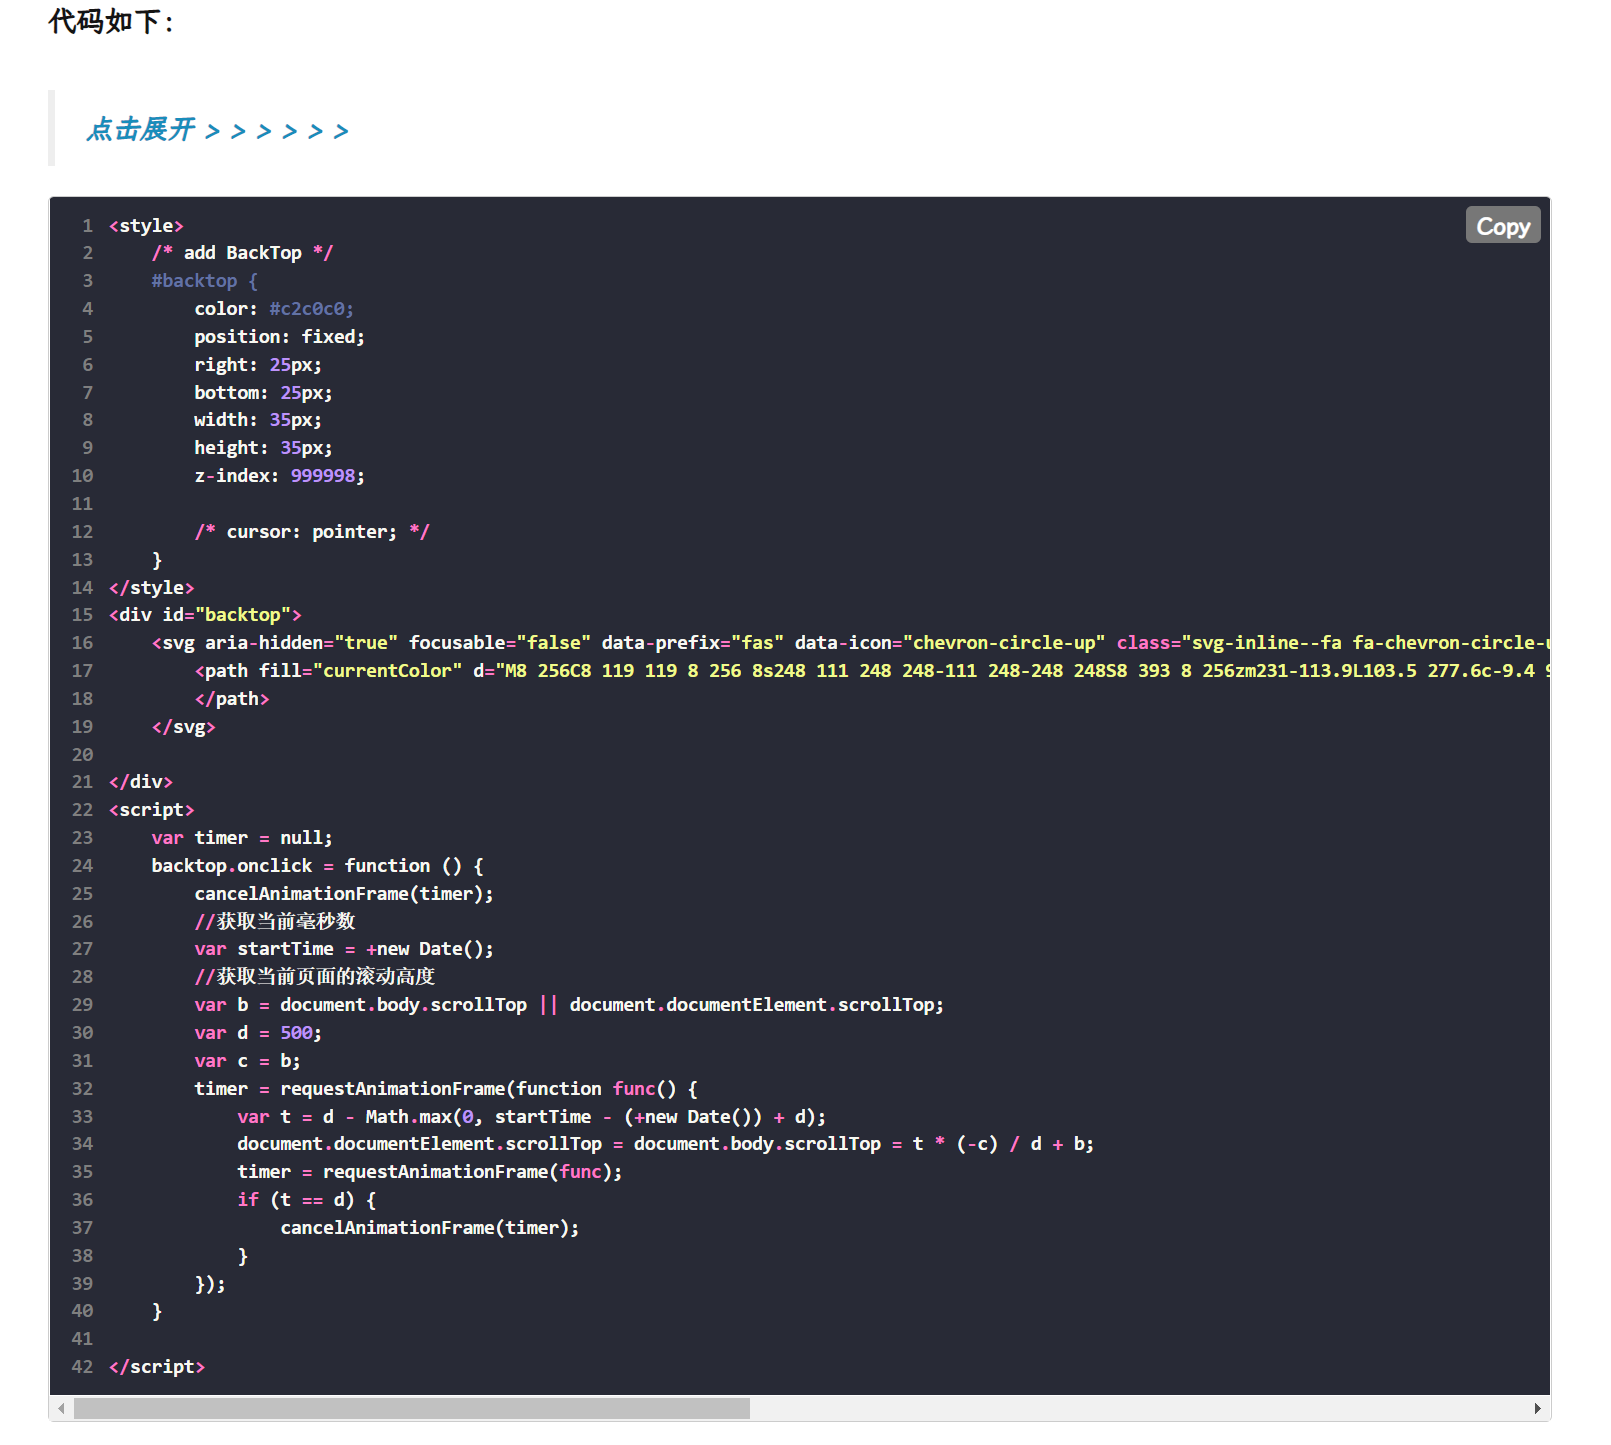 代码如下：
点击展开 > > > > > >
Copy
1 <style>
2     /* add BackTop */
3     #backtop {
4         color: #c2c0c0;
5         position: fixed;
6         right: 25px;
7         bottom: 25px;
8         width: 35px;
9         height: 35px;
10         z-index: 999998;
11
12         /* cursor: pointer; */
13     }
14 </style>
15 <div id="backtop">
16     <svg aria-hidden="true" focusable="false" data-prefix="fas" data-icon="chevron-circle-up" class="svg-inline--fa fa-chevron-circle-
17         <path fill="currentColor" d="M8 256C8 119 119 8 256 8s248 111 248 248-111 248-248 248S8 393 8 256zm231-113.9L103.5 277.6c-9.4
18         </path>
19     </svg>
20
21 </div>
22 <script>
23     var timer = null;
24     backtop.onclick = function () {
25         cancelAnimationFrame(timer);
26         //获取当前毫秒数
27         var startTime = +new Date();
28         //获取当前页面的滚动高度
29         var b = document.body.scrollTop || document.documentElement.scrollTop;
30         var d = 500;
31         var c = b;
32         timer = requestAnimationFrame(function func() {
33             var t = d - Math.max(0, startTime - (+new Date()) + d);
34             document.documentElement.scrollTop = document.body.scrollTop = t * (-c) / d + b;
35             timer = requestAnimationFrame(func);
36             if (t == d) {
37                 cancelAnimationFrame(timer);
38             }
39         });
40     }
41
42 </script>